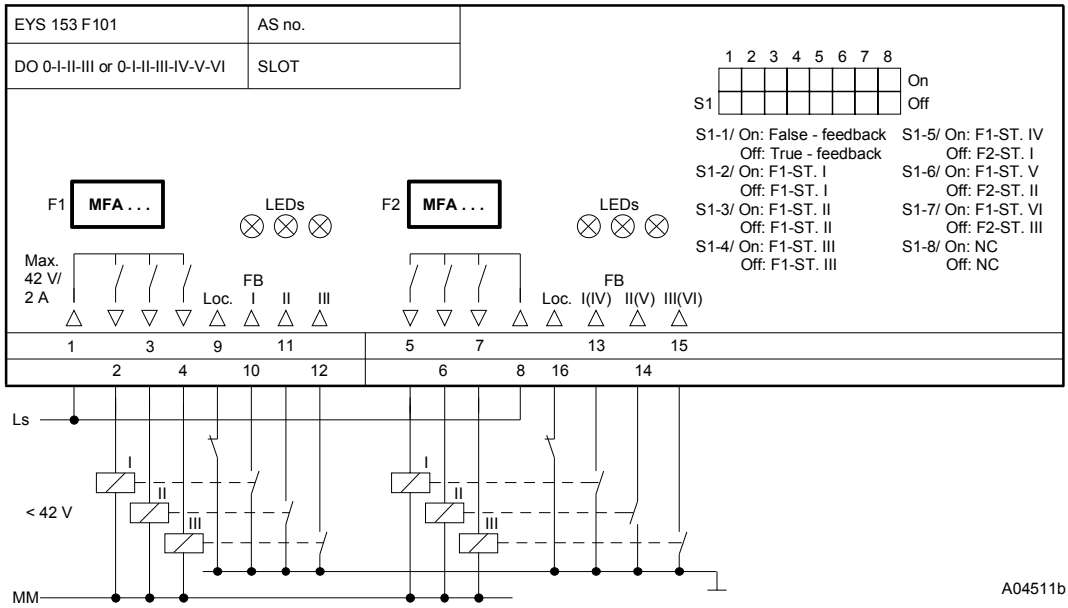 EYS 153 F101 AS no.
DO 0-I-II-III or 0-I-II-III-IV-V-VI SLOT
1 2 3 4 5 6 7 8
On
S1 Off
S1-1/ On: False - feedback
Off: True - feedback
S1-2/ On: F1-ST. I
Off: F1-ST. I
S1-3/ On: F1-ST. II
Off: F1-ST. II
S1-4/ On: F1-ST. III
Off: F1-ST. III
S1-5/ On: F1-ST. IV
Off: F2-ST. I
S1-6/ On: F1-ST. V
Off: F2-ST. II
S1-7/ On: F1-ST. VI
Off: F2-ST. III
S1-8/ On: NC
Off: NC
F1 MFA . . . LEDs F2 MFA . . . LEDs
Max.
42 V/
2 A
FB FB
Loc. I II III Loc. I(IV) II(V) III(VI)
1 3 9 11 5 7 13 15
2 4 10 12 6 8 16 14
Ls
I I
II II
< 42 V
III III
MM
A04511b